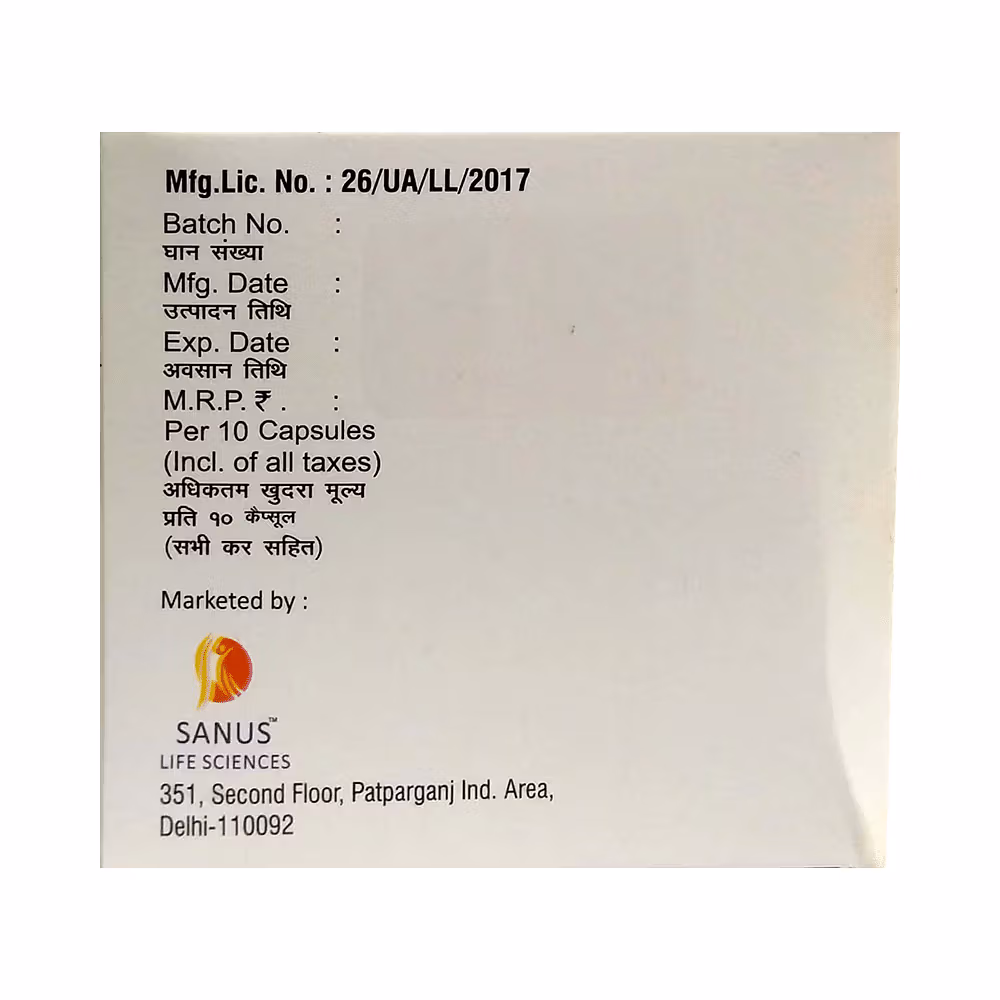 Mfg.Lic. No. : 26/UA/LL/2017
Batch No. :
घान संख्या
Mfg. Date :
उत्पादन तिथि
Exp. Date :
अवसान तिथि
M.R.P. ₹ . :
Per 10 Capsules
(Incl. of all taxes)
अधिकतम खुदरा मूल्य
प्रति १० कैप्सूल
(सभी कर सहित)
Marketed by :
SANUS™
LIFE SCIENCES
351, Second Floor, Patparganj Ind. Area,
Delhi-110092